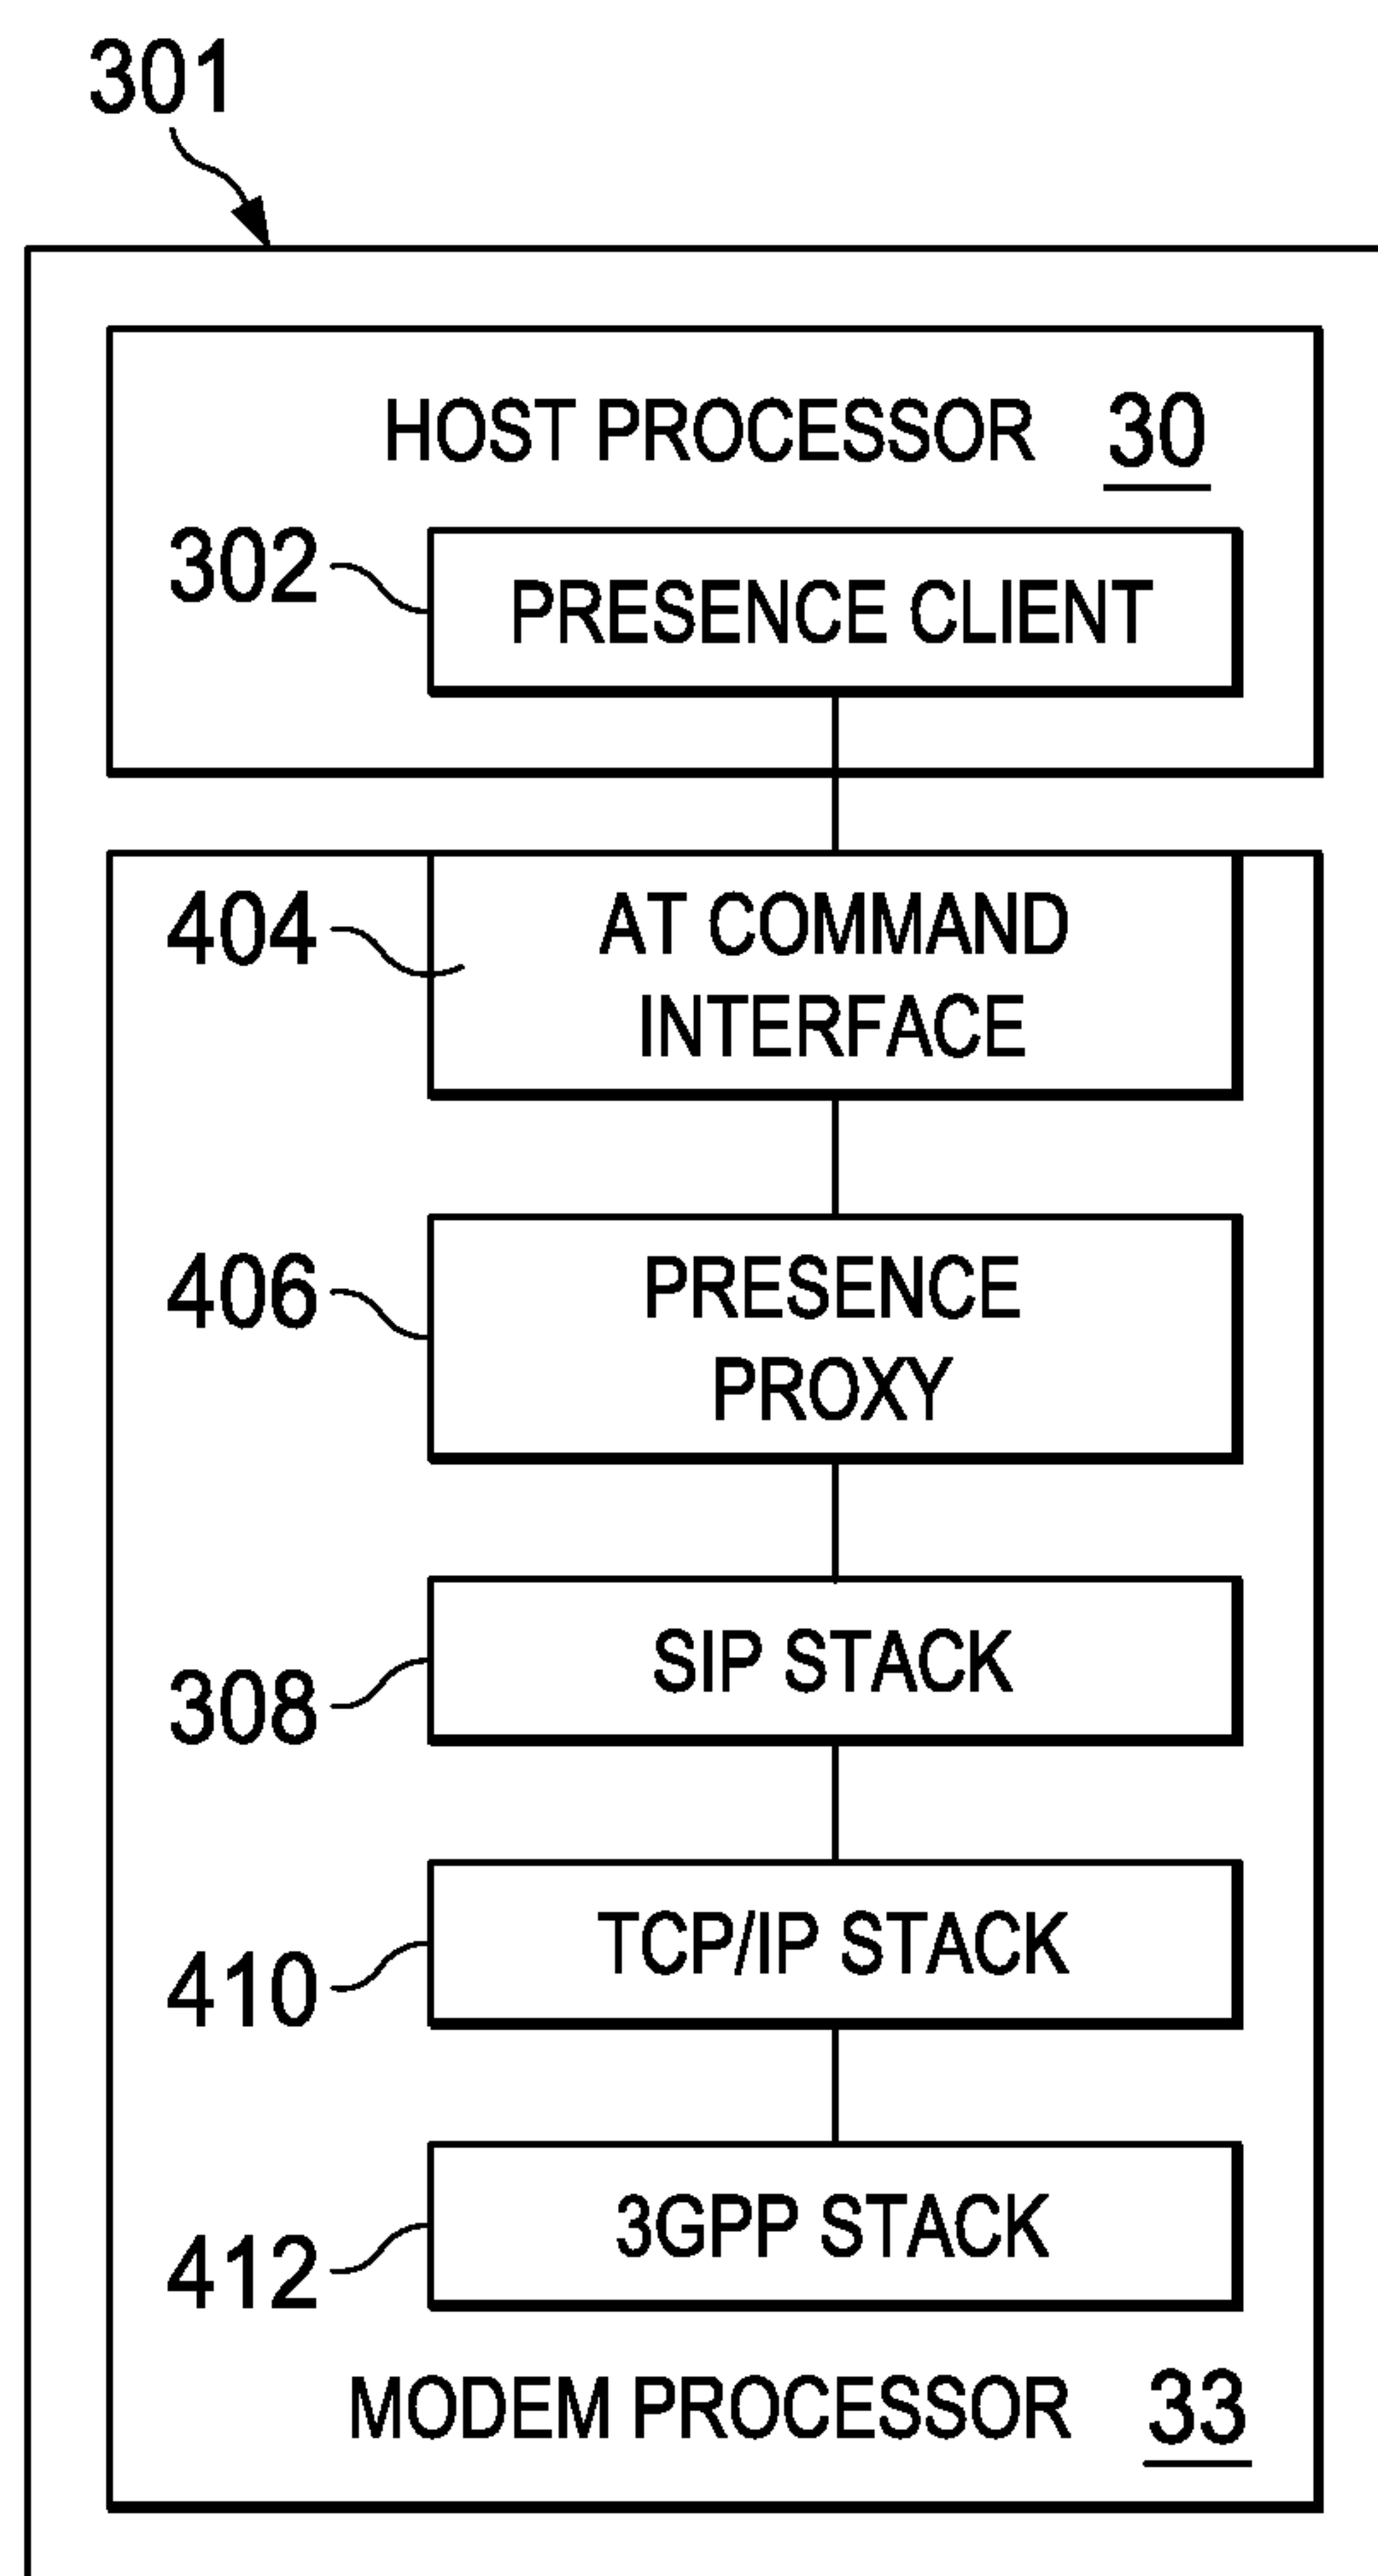 301
HOST PROCESSOR 30
302
PRESENCE CLIENT
404
AT COMMAND
INTERFACE
406
PRESENCE
PROXY
308
SIP STACK
410
TCP/IP STACK
412
3GPP STACK
MODEM PROCESSOR 33